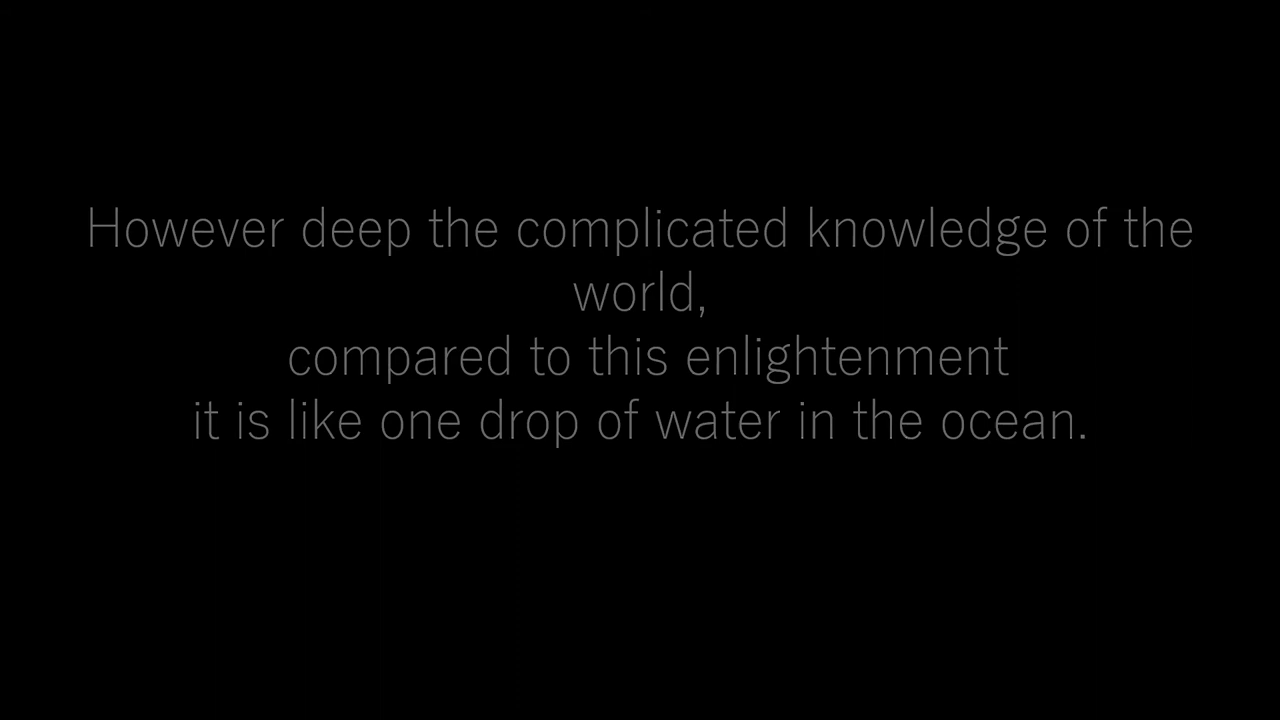 However deep the complicated knowledge of the
world,
compared to this enlightenment
it is like one drop of water in the ocean.